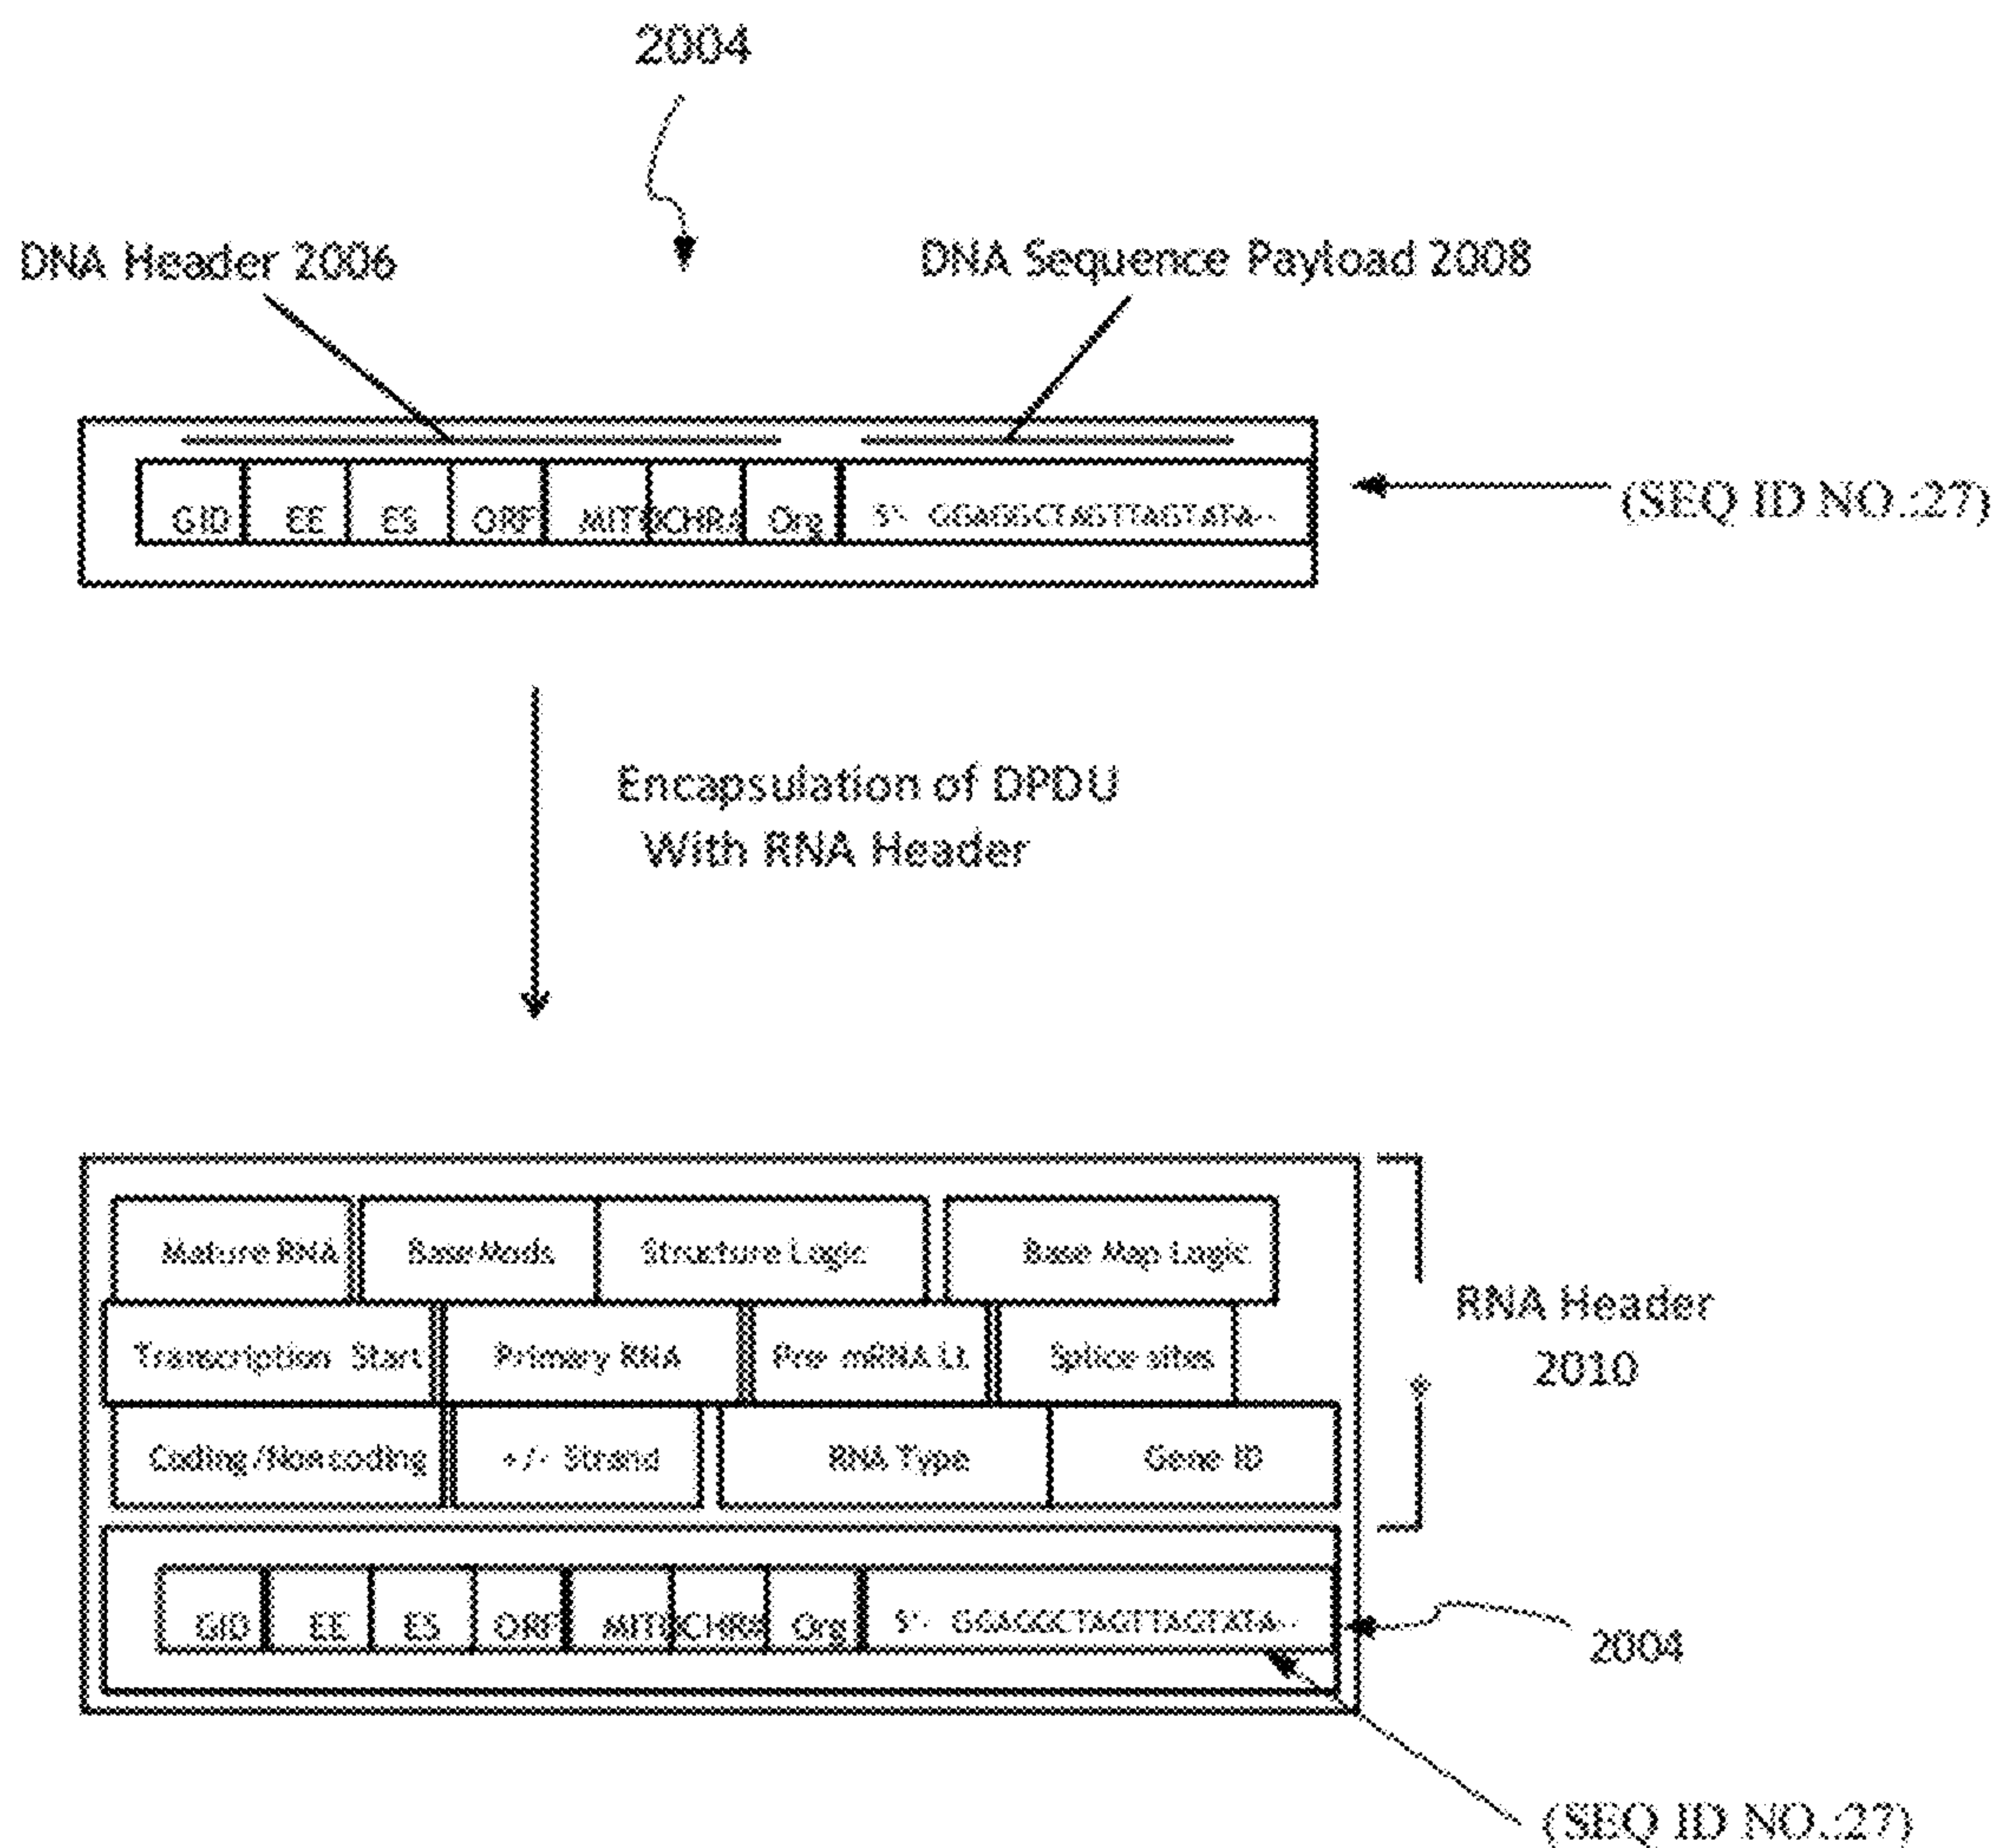 2004
DNA Header 2006
DNA Sequence Payload 2008
GID EE ES ORF MIT CHR Org 5'- GGAGGCTAGTTAGTATA--
(SEQ ID NO.:27)
Encapsulation of DPDU
With RNA Header
Mature RNA Base Mods Structure Logic Base Map Logic
Transcription Start Primary RNA Pre mRNA Splice sites
Coding/Noncoding +/- Strand RNA Type Gene ID
RNA Header
2010
GID EE ES ORF MIT CHR Org 5'- GGAGGCTAGTTAGTATA--
2004
(SEQ ID NO.:27)